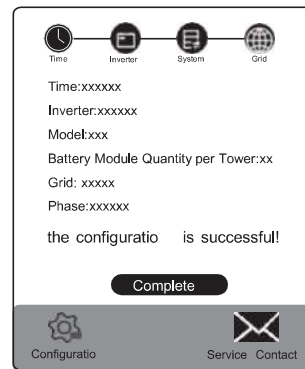 Time Inverter System Grid
Time:xxxxxx
Inverter:xxxxxx
Model:xxx
Battery Module Quantity per Tower:xx
Grid: xxxxx
Phase:xxxxxx
the configuratio is successful!
Complete
Configuratio Service Contact